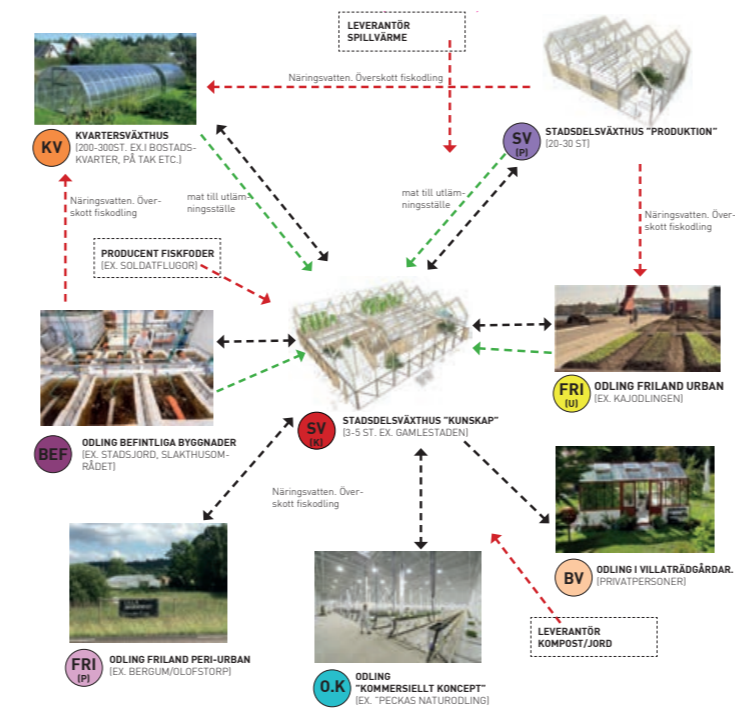 LEVERANTÖR
SPILLVÄRME
Näringsvatten. Överskott fiskodling
KV
KVARTERSVÄXTHUS
(200-300ST. EX.I BOSTADS-
KVARTER, PÅ TAK ETC.)
SV
(P)
STADSDELSVÄXTHUS "PRODUKTION"
(20-30 ST)
Näringsvatten. Över-
skott fiskodling
mat till utläm-
ningsställe
mat till utläm-
ningsställe
Näringsvatten. Öv-
skott fiskodling
PRODUCENT FISKFODER
(EX. SOLDATFLUGOR)
SV
(K)
STADSDELSVÄXTHUS "KUNSKAP"
(3-5 ST. EX. GAMLESTADEN)
FRI
(U)
ODLING FRILAND URBAN
(EX. KAJODLINGEN)
BEF
ODLING BEFINTLIGA BYGGNADER
(EX. STADSJORD, SLAKTHUSOM-
RÅDET)
Näringsvatten. Över-
skott fiskodling
BV
ODLING I VILLATRÄDGÅRDAR.
(PRIVATPERSONER)
LEVERANTÖR
KOMPOST/JORD
FRI
(P)
ODLING FRILAND PERI-URBAN
(EX. BERGUM/OLOFSTORP)
O.K
ODLING
"KOMMERSIELLT KONCEPT"
(EX. "PECKAS NATURODLING)